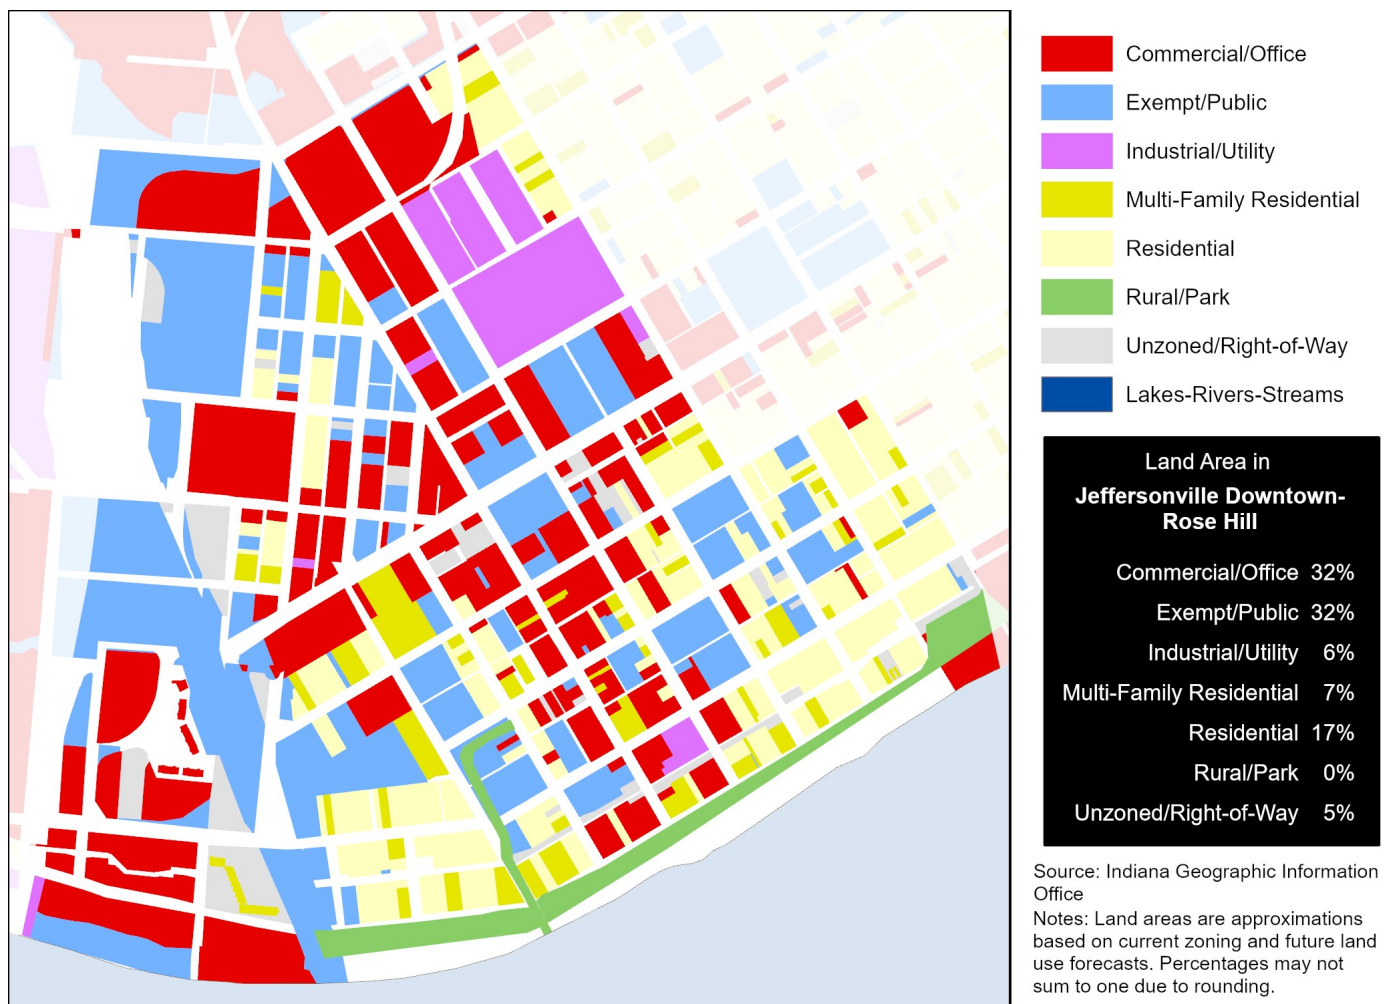 Commercial/Office
Exempt/Public
Industrial/Utility
Multi-Family Residential
Residential
Rural/Park
Unzoned/Right-of-Way
Lakes-Rivers-Streams
Land Area in
Jeffersonville Downtown-
Rose Hill
Commercial/Office 32%
Exempt/Public 32%
Industrial/Utility 6%
Multi-Family Residential 7%
Residential 17%
Rural/Park 0%
Unzoned/Right-of-Way 5%
Source: Indiana Geographic Information
Office
Notes: Land areas are approximations
based on current zoning and future land
use forecasts. Percentages may not
sum to one due to rounding.